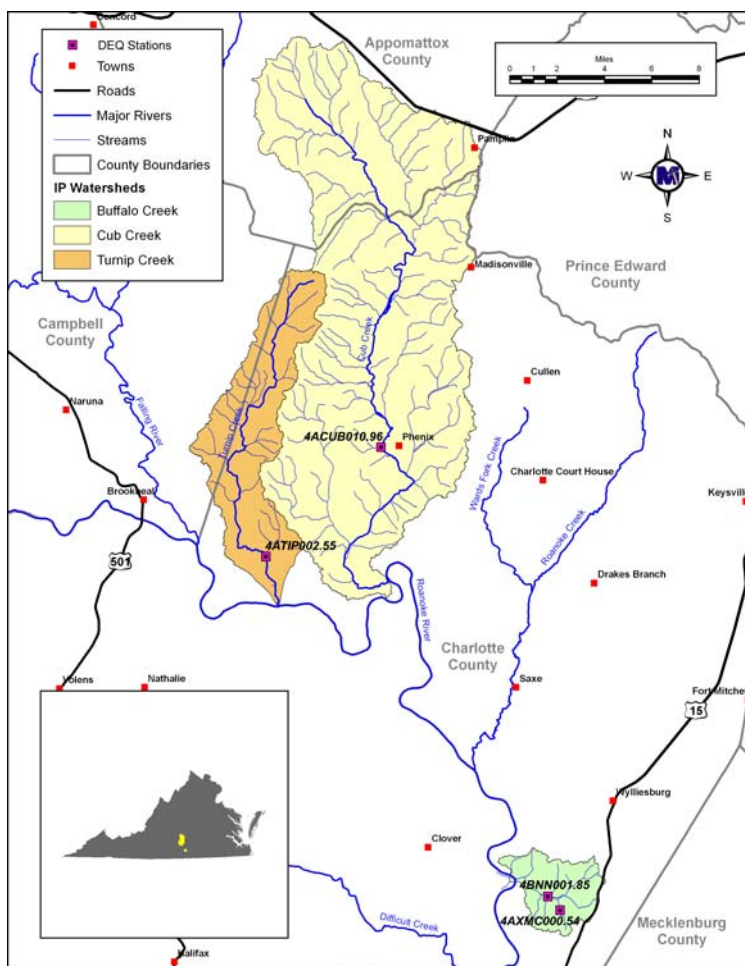 Concord
DEQ Stations
Towns
Roads
Major Rivers
Streams
County Boundaries
IP Watersheds
Buffalo Creek
Cub Creek
Turnip Creek
Appomattox
County
Miles
0 1 2 4 6 8
Pamplin
N
W
E
S
M
Madisonville
Prince Edward
County
Campbell
County
Cub Creek
Cullen
Falling River
Naruna
Turnip Creek
4ACUB010.96
Phenix
Wards Fork Creek
Charlotte Court House
Roanoke Creek
Keysville
Brookneal
501
4ATIP002.55
Roanoke River
Drakes Branch
Charlotte
County
Volens
Nathalie
Saxe
Fort Mitchell
15
Wylliesburg
Clover
4BNN001.85
4AXMC000.54
Difficult Creek
Mecklenburg
County
Halifax